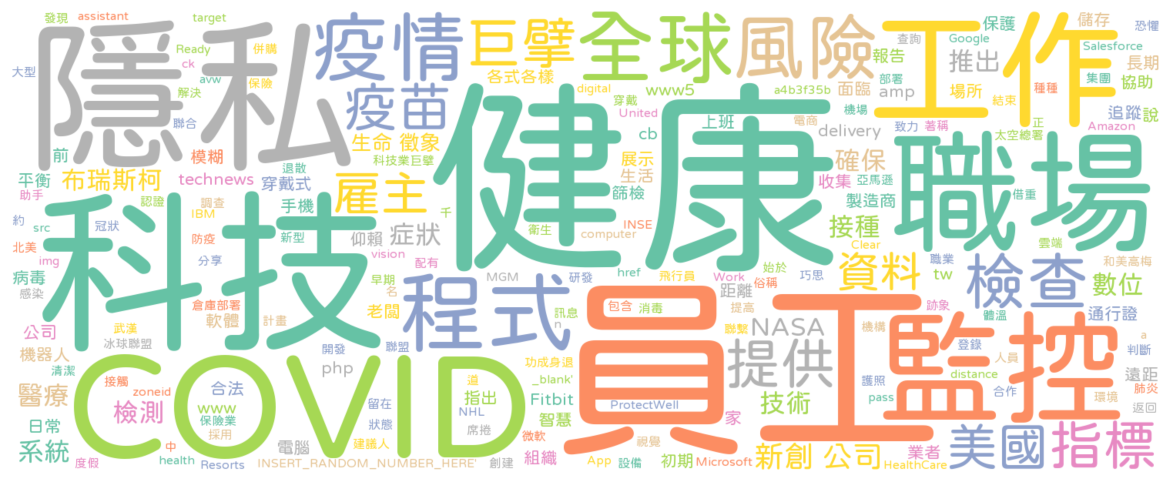 發現 assistant target
大型 Ready 併購
ck
avw 保險
解決
聯合
隱私
疫情
疫苗
巨擘
各式各樣
全球
digital www5
風險
a4b3f35b
工作
報告 查詢 推出
保護 儲存 恐懼
Google Salesforce
部署 集團 長期
面臨 amp 場所 結束 種種 協助
機場 追蹤 說
穿戴 United 上班 電商
cb delivery 致力 著稱 正 太空總署 Amazon
生命 徵象
科技業巨擘
前 模糊 退散
平衡 布瑞斯柯 technews 穿戴式
助手 認證 調查
雇主
健康
展示
生活 篩檢
確保
收集 亞馬遜
製造商 借重
職場
約 src 冠狀 IBM 手機 新型
千
仰賴 症狀
衛生 INSE
computer
接種
Clear 雲端
北美 img 防疫 分享 vision 配有
科技
病毒 感染
MGM 研發 href
飛行員 Work 始於 俗稱 巧思
職業 和美高梅
資料 tw
檢查 數位
距離
倉庫部署
軟體 計畫
早期 名 老闆
程式
訊息 n
包含 消毒 提高
跡象 體溫 通行證
公司 武漢 冰球聯盟
機器人 清潔
開發 聯盟 php
功成身退
員工
聯繫 NASA
機構 登錄 a 判斷
監控
人員
提供
醫療 接觸 zoneid
COVID
合法
溢 指出
_blank'
Fitbit
ProtectWell
護照 distance
pass 合作 環境 肺炎 遠距
返回
檢測 www
保險業
留在 狀態
NHL 智慧
家 技術
日常 採用 席捲
系統 度假 中 health Resorts
電腦 建議人
INSERT_RANDOM_NUMBER_HERE'
創建 微軟 組織
App 設備 視覺 初期 Microsoft
新創 公司
業者 HealthCare
美國 指標